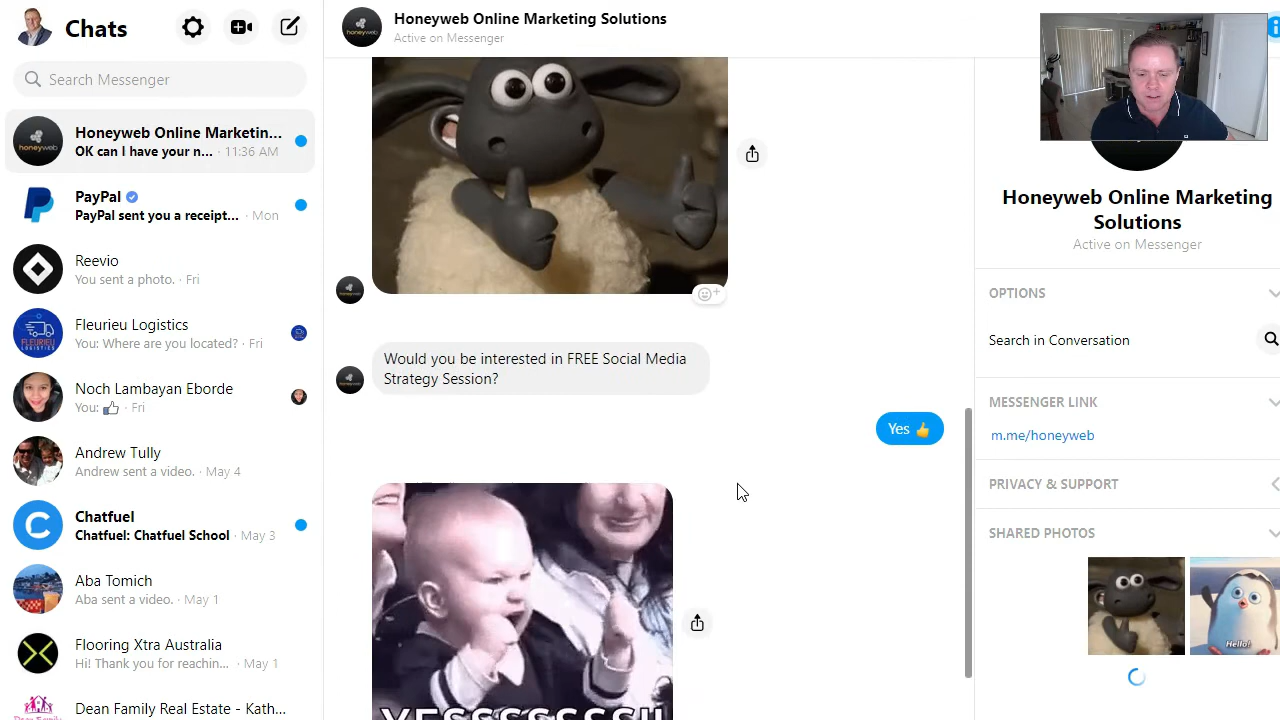 Chats
Search Messenger
Honeyweb Online Marketin...
OK can I have your n... · 11:36 AM
PayPal
PayPal sent you a receipt... · Mon
Reevio
You sent a photo. · Fri
Fleurieu Logistics
You: Where are you located? · Fri
Noch Lambayan Eborde
You: 👍 · Fri
Andrew Tully
Andrew sent a video. · May 4
Chatfuel
Chatfuel: Chatfuel School · May 3
Aba Tomich
Aba sent a video. · May 1
Flooring Xtra Australia
Hi! Thank you for reachin... · May 1
Dean Family Real Estate - Kath...
honeyweb
Honeyweb Online Marketing Solutions
Active on Messenger
Would you be interested in FREE Social Media
Strategy Session?
Yes 👍
YESSSSSSSS!!
Honeyweb Online Marketing
Solutions
Active on Messenger
OPTIONS
Search in Conversation
MESSENGER LINK
m.me/honeyweb
PRIVACY & SUPPORT
SHARED PHOTOS
Hello!